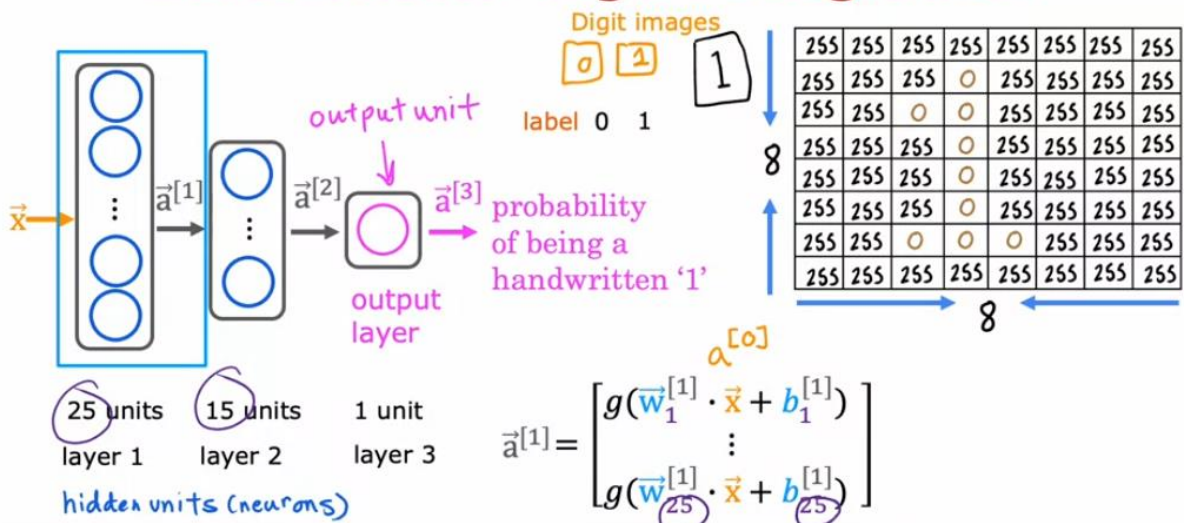 Digit images
0 1
1
label 0 1
output unit
x⃗
a⃗[1]
a⃗[2]
a⃗[3]
probability
of being a
handwritten ‘1’
output
layer
25 units 15 units 1 unit
layer 1 layer 2 layer 3
hidden units (neurons)
8
255 255 255 255 255 255 255 255
255 255 255 0 255 255 255 255
255 255 0 0 255 255 255 255
255 255 255 0 255 255 255 255
255 255 255 0 255 255 255 255
255 255 255 0 255 255 255 255
255 255 0 0 0 255 255 255
255 255 255 255 255 255 255 255
8
a[0]
a⃗[1] = [ g(w⃗1[1] · x⃗ + b1[1])
⋮
g(w⃗25[1] · x⃗ + b25[1]) ]